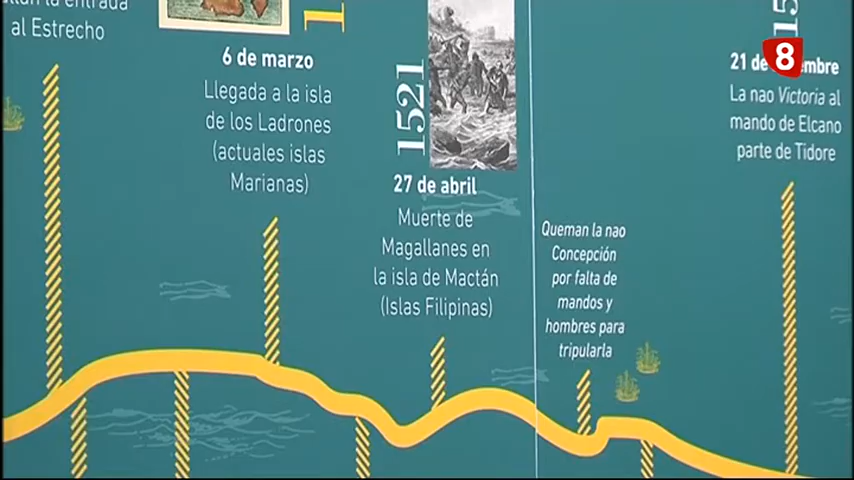 la entrada
al Estrecho
6 de marzo
Llegada a la isla
de los Ladrones
(actuales islas
Marianas)
1521
27 de abril
Muerte de
Magallanes en
la isla de Mactán
(Islas Filipinas)
Queman la nao
Concepción
por falta de
mandos y
hombres para
tripularla
8
21 de
La nao Victoria al
mando de Elcano
parte de Tidore